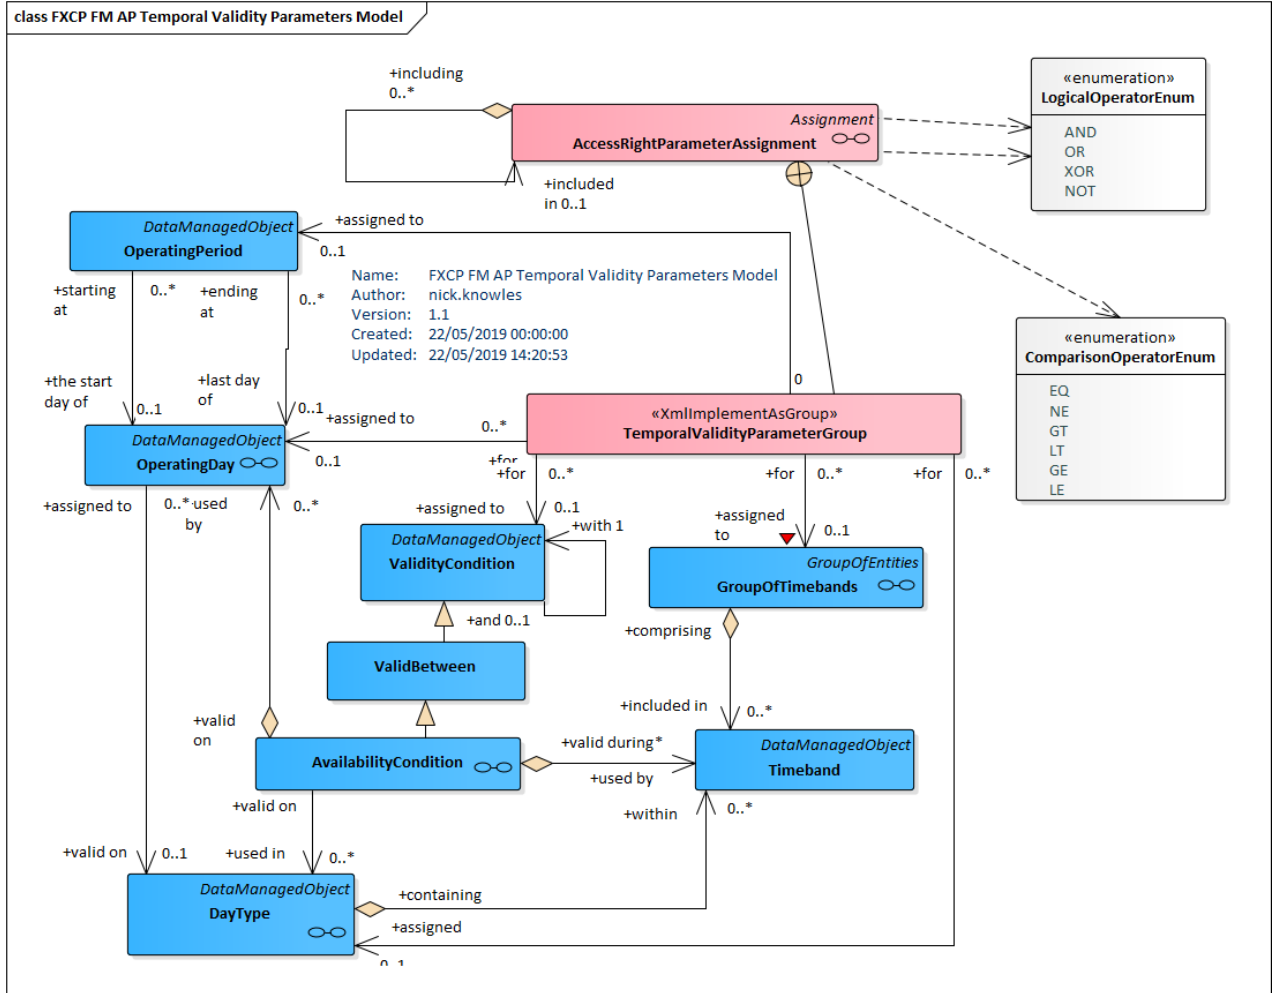 class FXCP FM AP Temporal Validity Parameters Model
+including
0..*
Assignment
AccessRightParameterAssignment
+included
in 0..1
«enumeration»
LogicalOperatorEnum
AND
OR
XOR
NOT
DataManagedObject
OperatingPeriod
+assigned to
0..1
+starting
at
0..*
+ending
at
0..*
Name: FXCP FM AP Temporal Validity Parameters Model
Author: nick.knowles
Version: 1.1
Created: 22/05/2019 00:00:00
Updated: 22/05/2019 14:20:53
«enumeration»
ComparisonOperatorEnum
EQ
NE
GT
LT
GE
LE
+the start
day of
0..1
+last day
of
0..1
0
+assigned to
0..*
0..1
«XmlImplementAsGroup»
TemporalValidityParameterGroup
DataManagedObject
OperatingDay
+for
+for
0..*
+for
0..*
+for
0..*
+assigned to
0..*
+used
by
0..*
+assigned to
0..1
+with 1
+assigned
to
0..1
DataManagedObject
ValidityCondition
GroupOfEntities
GroupOfTimebands
+and 0..1
+comprising
ValidBetween
+valid
on
+included in
0..*
AvailabilityCondition
+valid during*
+used by
DataManagedObject
Timeband
+valid on
+within
0..*
+valid on
0..1
+used in
0..*
DataManagedObject
DayType
+containing
+assigned
0..1